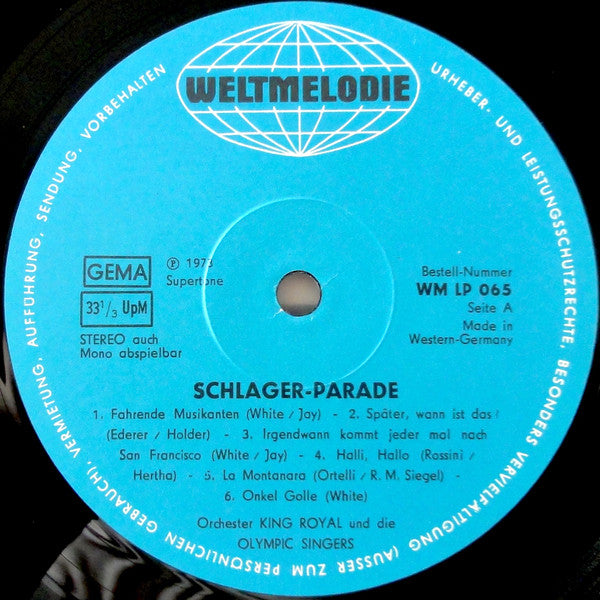 WELTMELODIE
URHEBER- UND LEISTUNGSSCHUTZRECHTE, BESONDERS VERVIELFÄLTIGUNG (AUSSER ZUM PERSÖNLICHEN GEBRAUCH), VERMIETUNG, AUFFÜHRUNG, SENDUNG, VORBEHALTEN
GEMA
33 1/3 UpM
STEREO auch
Mono abspielbar
℗ 1973
Supertone
Bestell-Nummer
WM LP 065
Seite A
Made in
Western-Germany
SCHLAGER-PARADE
1. Fahrende Musikanten (White / Jay) - 2. Später, wann ist das?
(Ederer / Holder) - 3. Irgendwann kommt jeder mal nach
San Francisco (White / Jay) - 4. Halli, Hallo (Rossini /
Hertha) - 5. La Montanara (Ortelli / R. M. Siegel) -
6. Onkel Golle (White)
Orchester KING ROYAL und die
OLYMPIC SINGERS